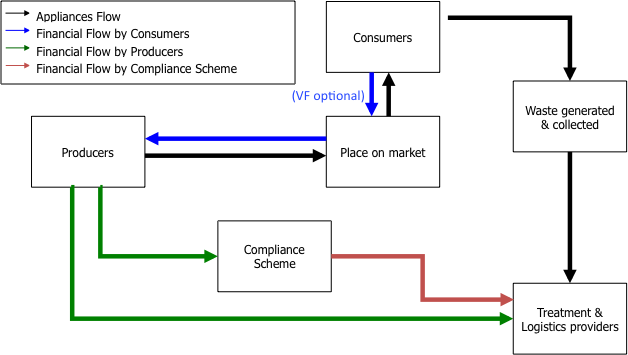 Appliances Flow
Financial Flow by Consumers
Financial Flow by Producers
Financial Flow by Compliance Scheme
Consumers
(VF optional)
Waste generated
& collected
Producers
Place on market
Compliance
Scheme
Treatment &
Logistics providers